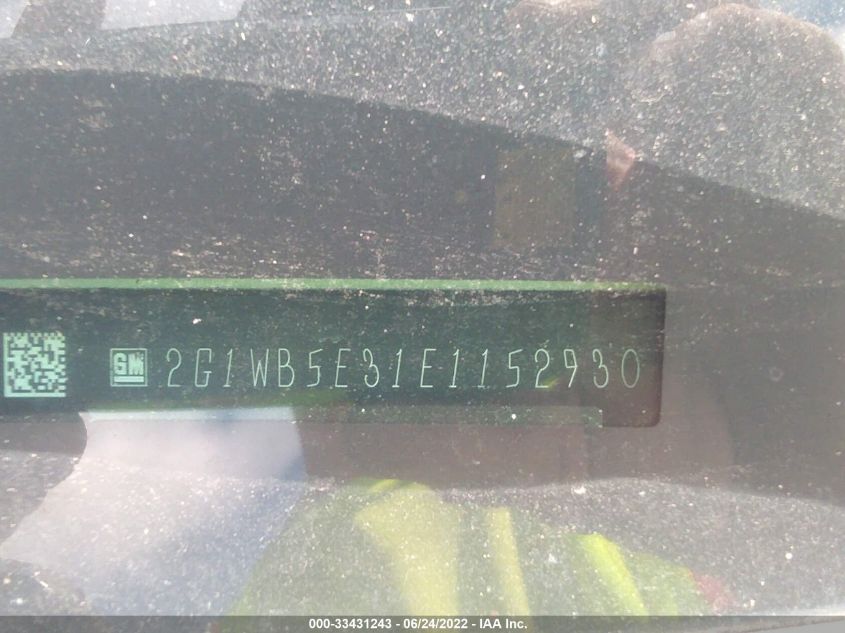 GM 2G1WB5E31E1152930
000-33431243 - 06/24/2022 - IAA Inc.